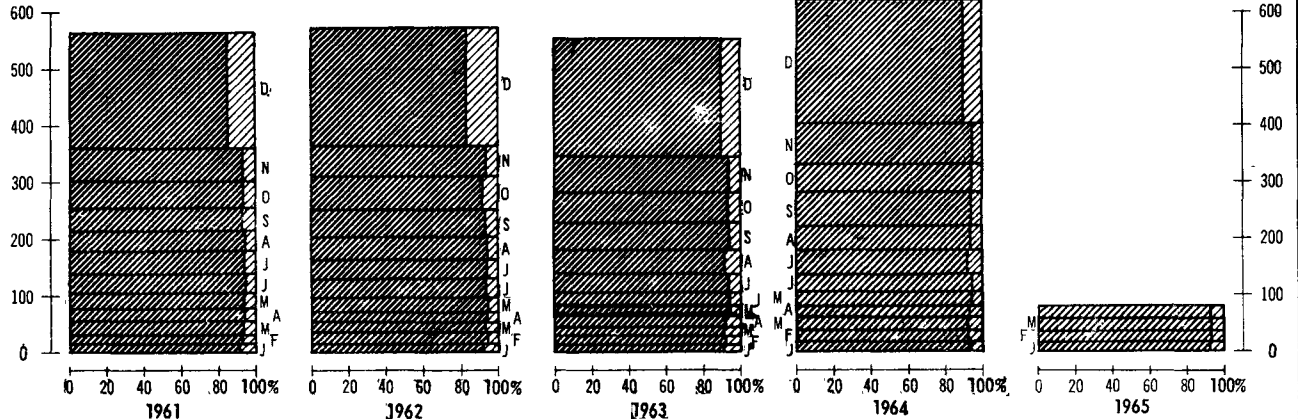 600 600
500 500
400 400
300 300
200 200
100 100
0 0
D D D D
N N N N
O O O O
S S S S
A A A A
J J J J
J J J J
M M M M
A A A A
M M M M M
F F F F F
J J J J J
0 20 40 60 80 100% 0 20 40 60 80 100% 0 20 40 60 80 100% 0 20 40 60 80 100% 0 20 40 60 80 100%
1961 1962 1963 1964 1965